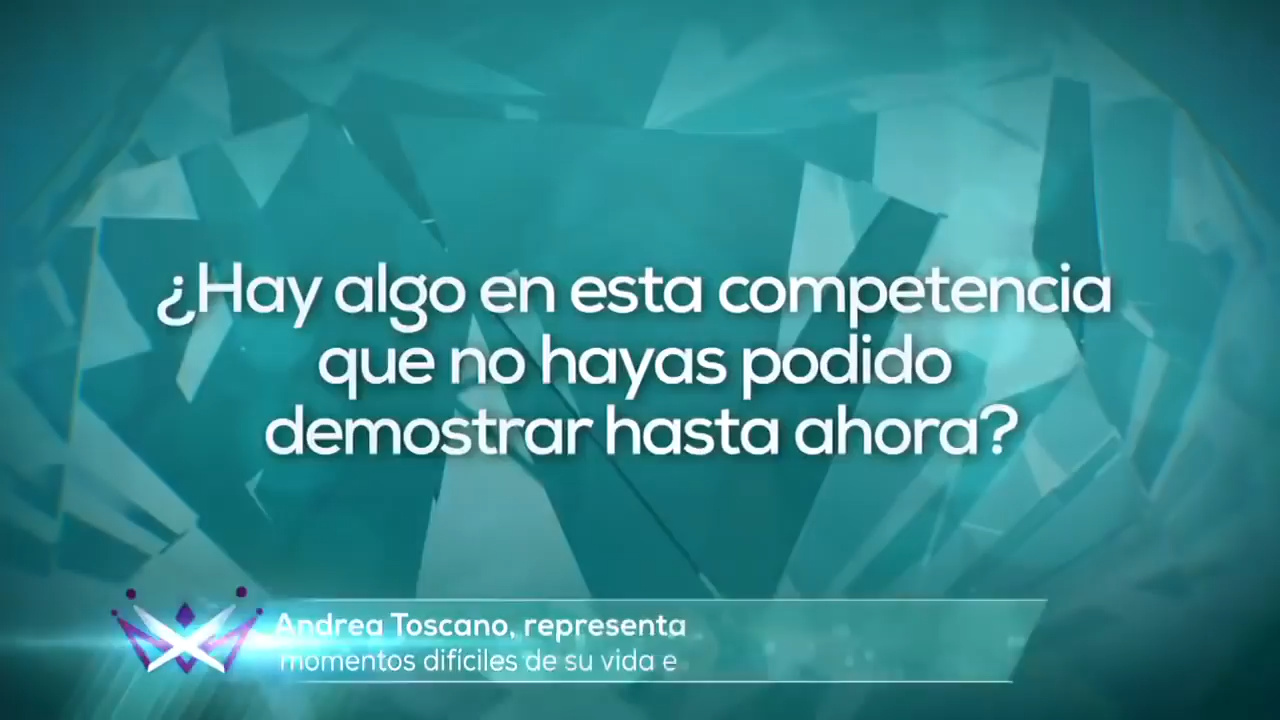 ¿Hay algo en esta competencia
que no hayas podido
demostrar hasta ahora?
Andrea Toscano, representa
momentos difíciles de su vida e